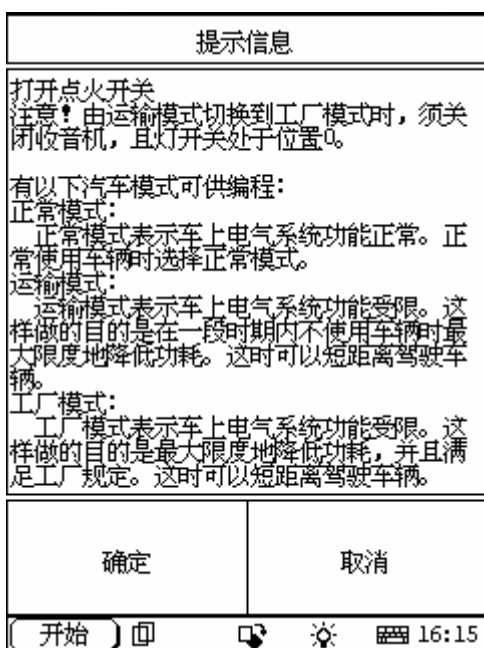 提示信息
打开点火开关
注意！由运输模式切换到工厂模式时，须关
闭收音机，且灯开关处于位置0。
有以下汽车模式可供编程：
正常模式：
正常模式表示车上电气系统功能正常。正
常使用车辆时选择正常模式。
运输模式：
运输模式表示车上电气系统功能受限。这
样做的目的是在一段时期内不使用车辆时最
大限度地降低功耗。这时可以短距离驾驶车
辆。
工厂模式：
工厂模式表示车上电气系统功能受限。这
样做的目的是最大限度地降低功耗，并且满
足工厂规定。这时可以短距离驾驶车辆。
确定
取消
开始
16:15